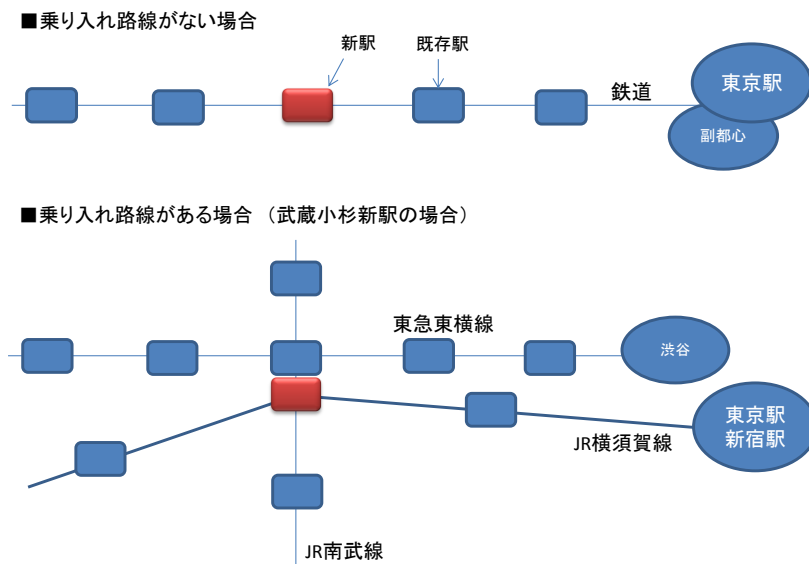 ■乗り入れ路線がない場合
新駅
既存駅
鉄道
東京駅
副都心
■乗り入れ路線がある場合 （武蔵小杉新駅の場合）
東急東横線
渋谷
東京駅
新宿駅
JR横須賀線
JR南武線